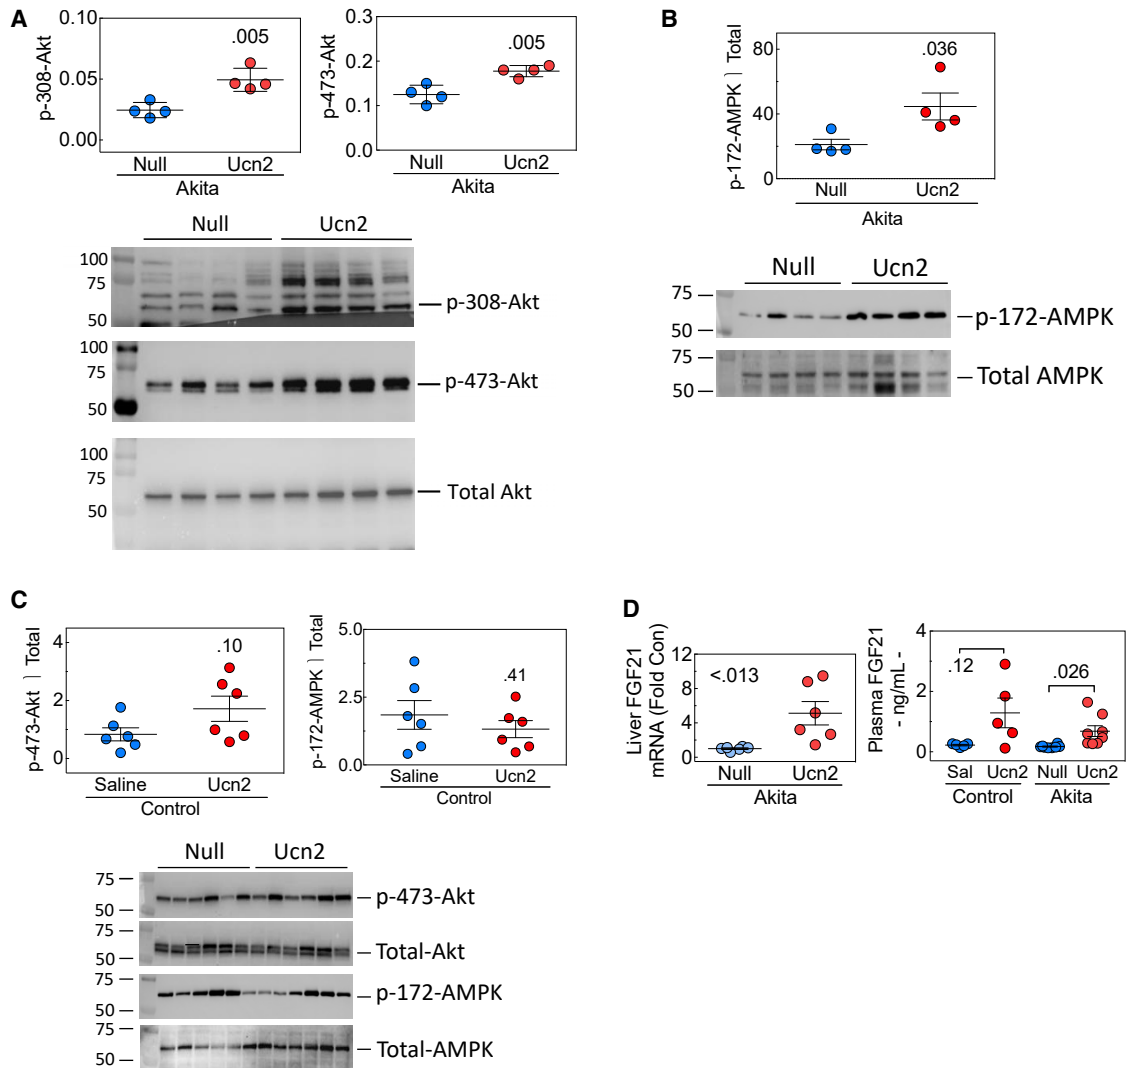 A
0.10
0.05
0.00
p-308-Akt
.005
Null
Ucn2
Akita
0.3
0.2
0.1
0.0
p-473-Akt
.005
Null
Ucn2
Akita
Null
Ucn2
100
75
50
p-308-Akt
100
75
50
p-473-Akt
100
75
50
Total Akt
B
80
40
0
p-172-AMPK | Total
.036
Null
Ucn2
Akita
Null
Ucn2
75
50
p-172-AMPK
75
50
Total AMPK
C
4
2
0
p-473-Akt | Total
.10
Saline
Ucn2
Control
5.0
2.5
0.0
p-172-AMPK | Total
.41
Saline
Ucn2
Control
Null
Ucn2
75
50
p-473-Akt
75
50
Total-Akt
75
50
p-172-AMPK
75
50
Total-AMPK
D
Liver FGF21
mRNA (Fold Con)
12
8
4
0
<.013
Null
Ucn2
Akita
Plasma FGF21
- ng/mL -
4
2
0
.12
.026
Sal
Ucn2
Null
Ucn2
Control
Akita